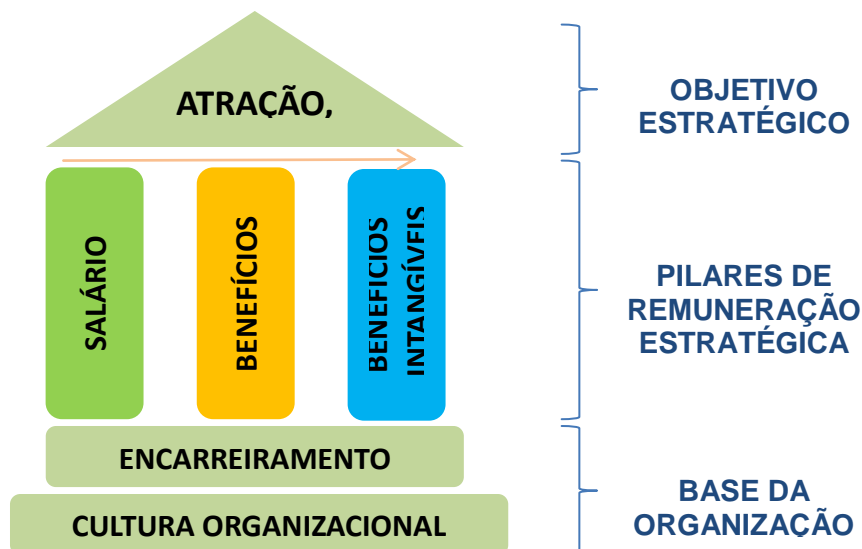 ATRAÇÃO,
OBJETIVO
ESTRATÉGICO
SALÁRIO
BENEFÍCIOS
BENEFICIOS
INTANGÍVEIS
PILARES DE
REMUNERAÇÃO
ESTRATÉGICA
ENCARREIRAMENTO
CULTURA ORGANIZACIONAL
BASE DA
ORGANIZAÇÃO